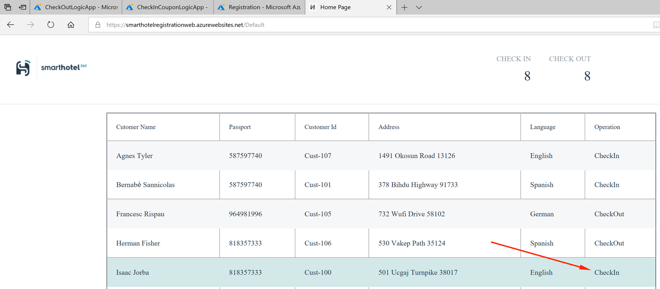 CheckOutLogicApp - Micros
CheckInCouponLogicApp -
Registration - Microsoft Az
Home Page
https://smarthotelregistrationweb.azurewebsites.net/Default
smarthotel360
CHECK IN CHECK OUT
8 8
Cutomer Name Passport Customer Id Address Language Operation
Agnes Tyler 587597740 Cust-107 1491 Okosun Road 13126 English CheckIn
Bernabé Sannicolas 587597740 Cust-101 378 Bihdu Highway 91733 Spanish CheckIn
Francesc Rispau 964981996 Cust-105 732 Wufi Drive 58102 German CheckOut
Herman Fisher 818357333 Cust-106 530 Vakep Path 35124 Spanish CheckOut
Isaac Jorba 818357333 Cust-100 501 Ucgaj Turnpike 38017 English CheckIn